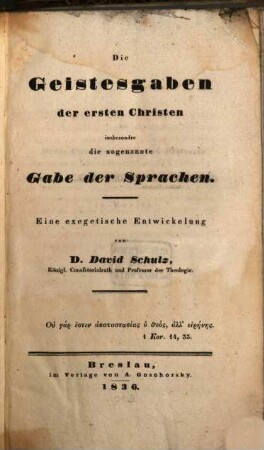 Die
Geistesgaben
der ersten Christen
insbesondre
die sogenannte
Gabe der Sprachen.
Eine exegetische Entwickelung
von
D. David Schulz,
Königl. Consistorialrath und Professor der Theologie.
Οὐ γάρ ἐστιν ἀκαταστασίας ὁ θεὸς, ἀλλ' εἰρήνης.
1 Kor. 14, 33.
Breslau,
im Verlage von A. Gosohorsky.
1836.